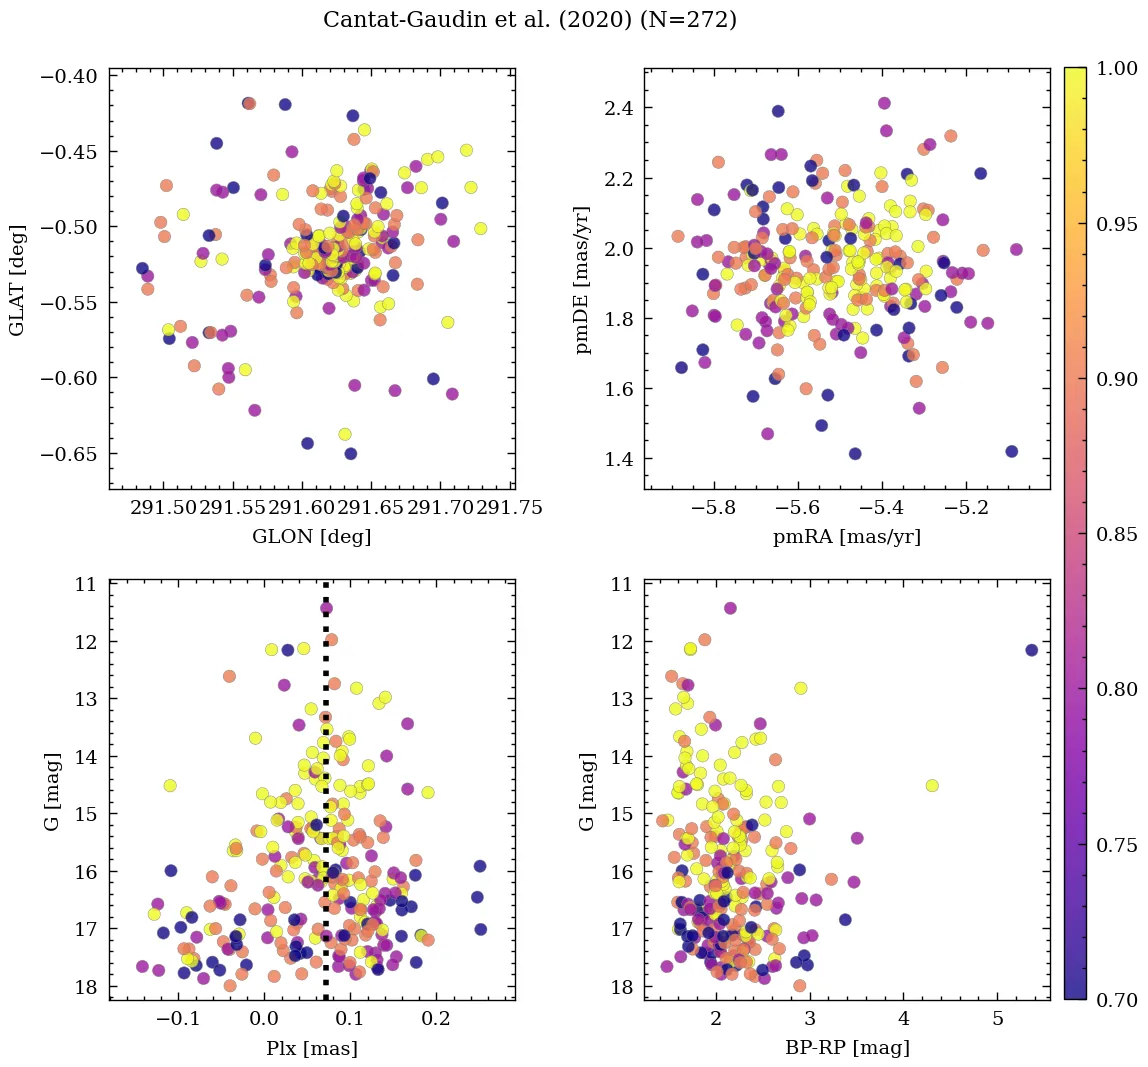 Cantat-Gaudin et al. (2020) (N=272)
−0.40
−0.45
−0.50
−0.55
−0.60
−0.65
GLAT [deg]
291.50 291.55 291.60 291.65 291.70 291.75
GLON [deg]
2.4
2.2
2.0
1.8
1.6
1.4
pmDE [mas/yr]
−5.8 −5.6 −5.4 −5.2
pmRA [mas/yr]
11
12
13
14
15
16
17
18
G [mag]
−0.1 0.0 0.1 0.2
Plx [mas]
11
12
13
14
15
16
17
18
G [mag]
2 3 4 5
BP-RP [mag]
1.00
0.95
0.90
0.85
0.80
0.75
0.70